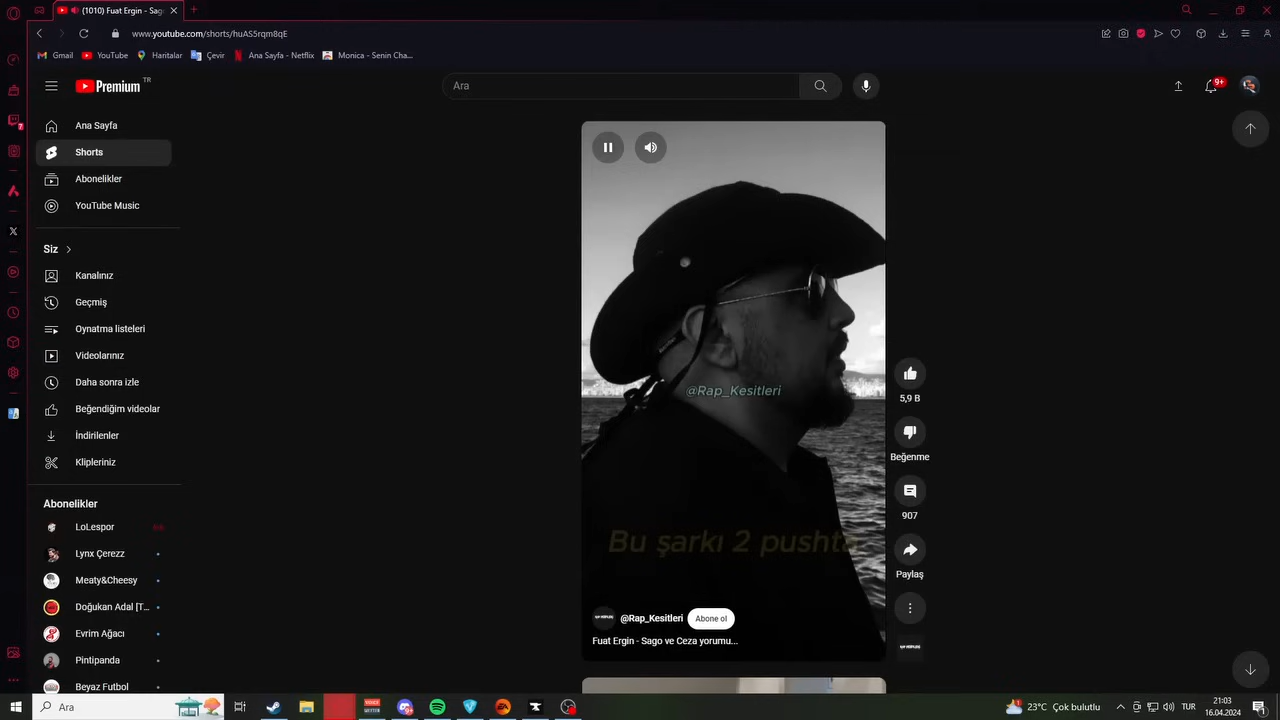 (1010) Fuat Ergin - Sag
www.youtube.com/shorts/huAS5rqm8qE
Gmail
YouTube
Haritalar
Çevir
Ana Sayfa - Netflix
Monica - Senin Cha...
Premium
TR
Ara
9+
Ana Sayfa
Shorts
Abonelikler
YouTube Music
Siz
Kanalınız
Geçmiş
Oynatma listeleri
Videolarınız
Daha sonra izle
Beğendiğim videolar
İndirilenler
Klipleriniz
Abonelikler
LoLespor
Lynx Çerezz
Meaty&Cheesy
Doğukan Adal [T...
Evrim Ağacı
Pintipanda
Beyaz Futbol
@Rap_Kesitleri
Bu şarkı 2 pushta
@Rap_Kesitleri
Abone ol
Fuat Ergin - Sago ve Ceza yorumu...
5,9 B
Beğenme
907
Paylaş
Ara
23°C Çok bulutlu
TUR
21:03
16.04.2024